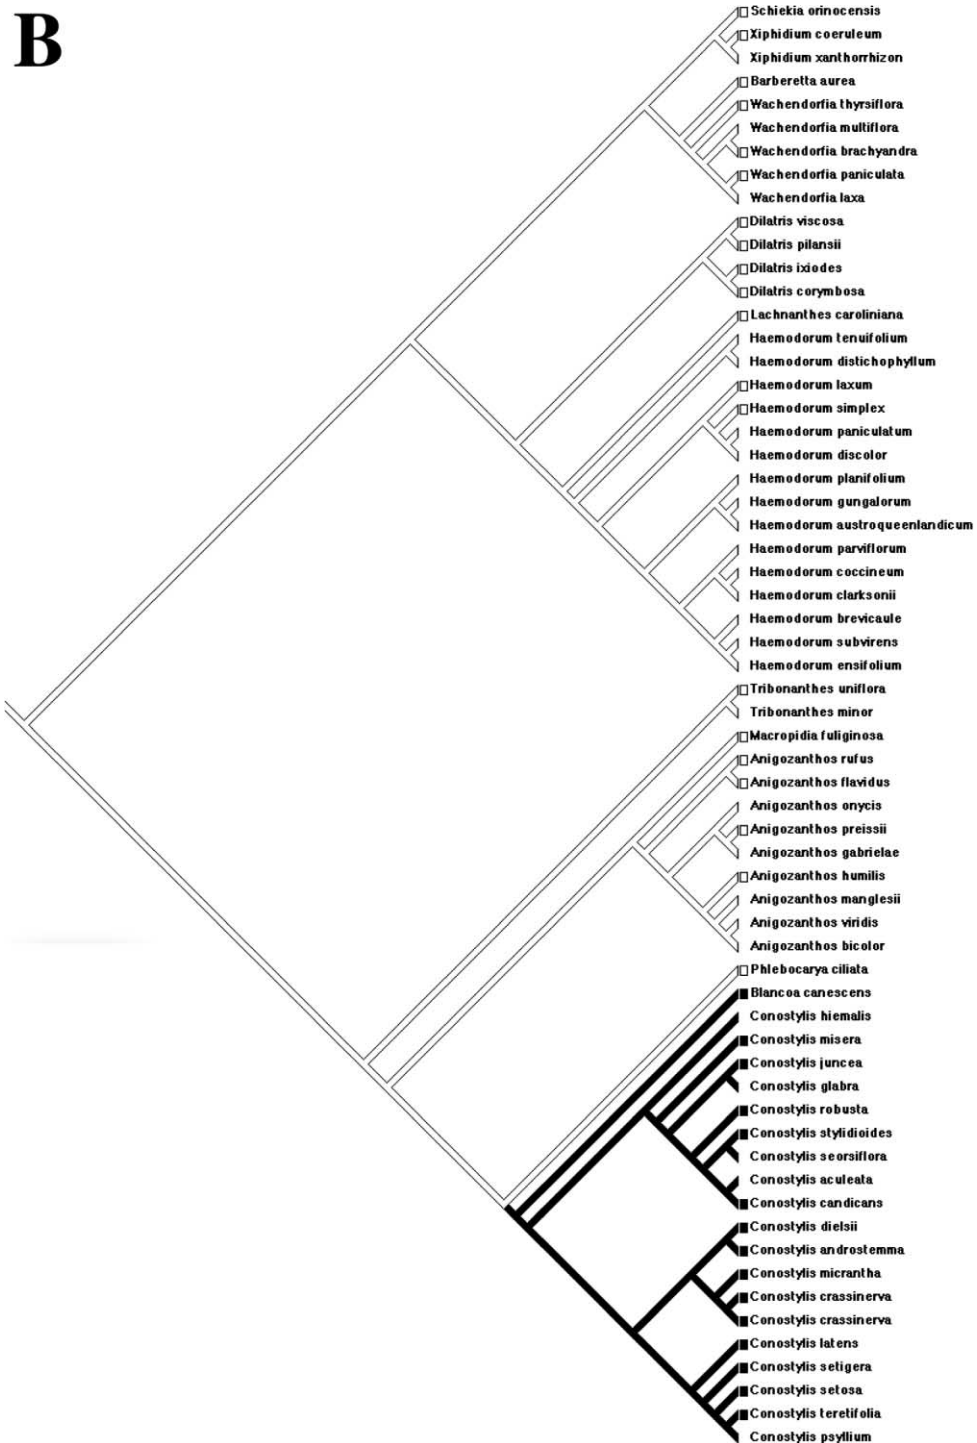 B
Schiekia orinocensis
Xiphidium coeruleum
Xiphidium xanthorrhizon
Barberetta aurea
Wachendorfia thyrsiflora
Wachendorfia multiflora
Wachendorfia brachyandra
Wachendorfia paniculata
Wachendorfia laxa
Dilatris viscosa
Dilatris pilansii
Dilatris ixiodes
Dilatris corymbosa
Lachnanthes caroliniana
Haemodorum tenuifolium
Haemodorum distichophyllum
Haemodorum laxum
Haemodorum simplex
Haemodorum paniculatum
Haemodorum discolor
Haemodorum planifolium
Haemodorum gungalorum
Haemodorum austroqueenlandicum
Haemodorum parviflorum
Haemodorum coccineum
Haemodorum clarksonii
Haemodorum brevicaule
Haemodorum subvirens
Haemodorum ensifolium
Tribonanthes uniflora
Tribonanthes minor
Macropidia fuliginosa
Anigozanthos rufus
Anigozanthos flavidus
Anigozanthos onycis
Anigozanthos preissii
Anigozanthos gabrielae
Anigozanthos humilis
Anigozanthos manglesii
Anigozanthos viridis
Anigozanthos bicolor
Phlebocarya ciliata
Blancoa canescens
Conostylis hiemalis
Conostylis misera
Conostylis juncea
Conostylis glabra
Conostylis robusta
Conostylis stylidioides
Conostylis seorsiflora
Conostylis aculeata
Conostylis candicans
Conostylis dielsii
Conostylis androstemma
Conostylis micrantha
Conostylis crassinerva
Conostylis crassinerva
Conostylis latens
Conostylis setigera
Conostylis setosa
Conostylis teretifolia
Conostylis psyllium